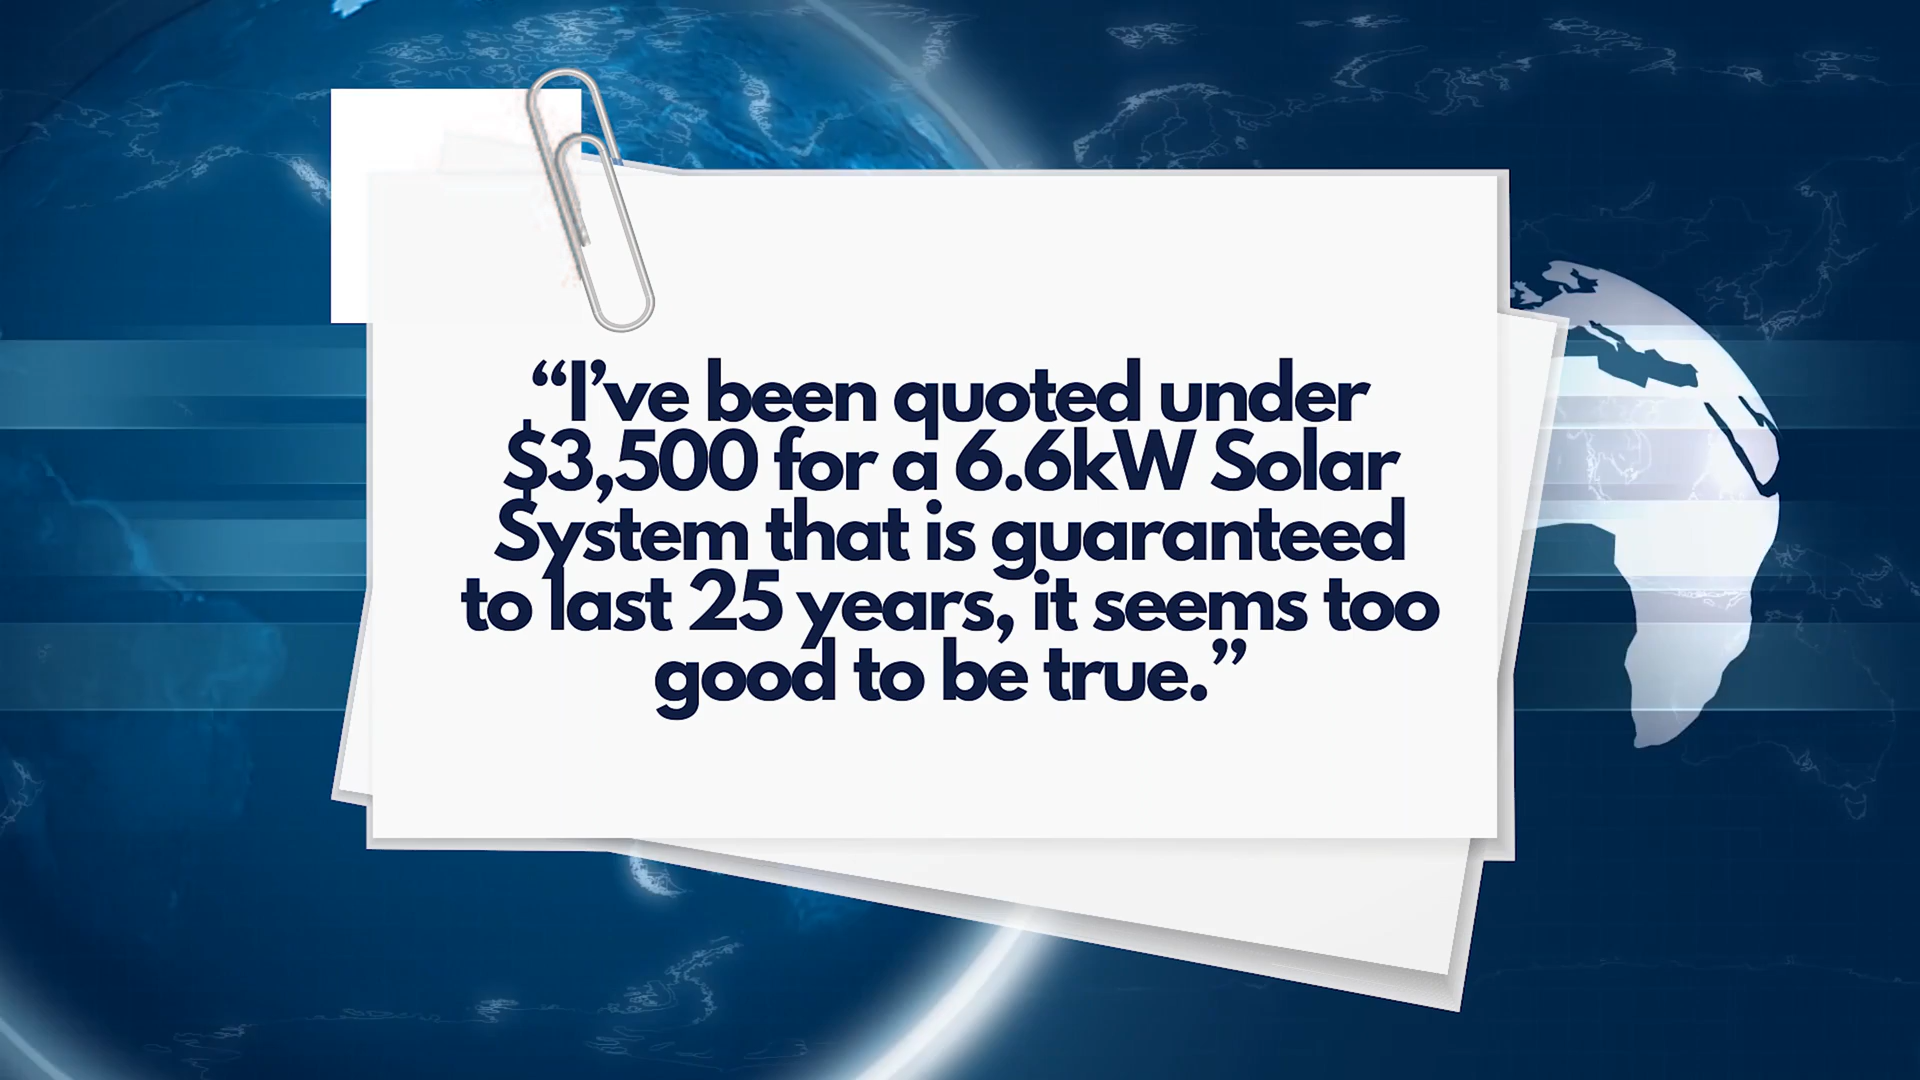 “I’ve been quoted under
$3,500 for a 6.6kW Solar
System that is guaranteed
to last 25 years, it seems too
good to be true.”